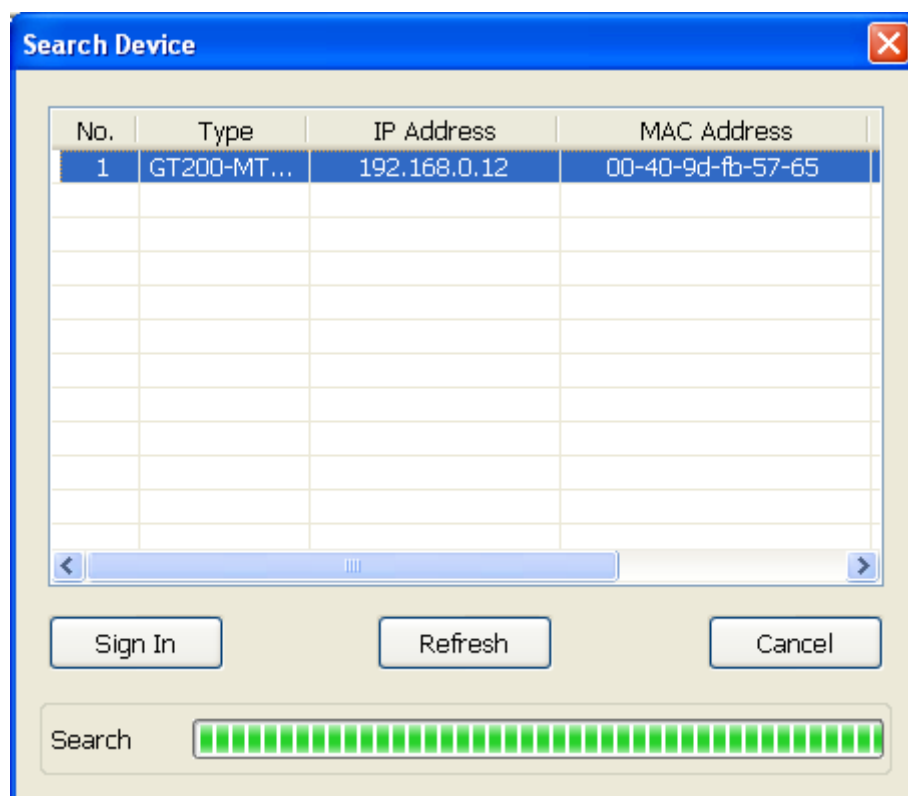 Search Device
No. Type IP Address MAC Address
1 GT200-MT... 192.168.0.12 00-40-9d-fb-57-65
Sign In Refresh Cancel
Search